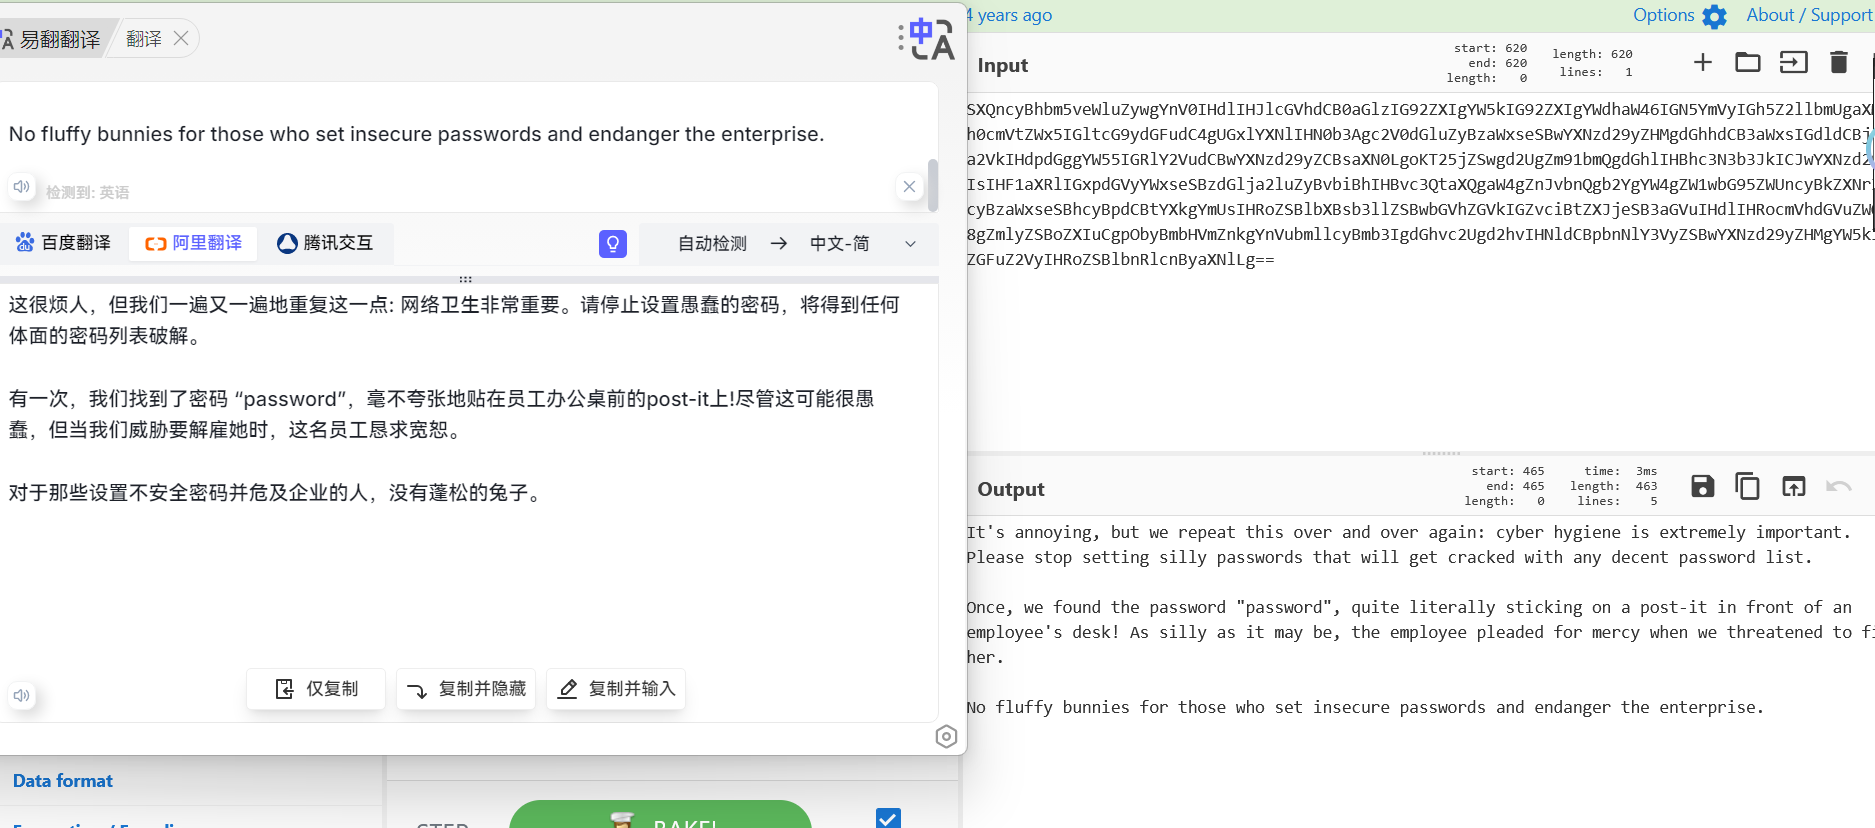 易翻翻译
翻译
No fluffy bunnies for those who set insecure passwords and endanger the enterprise.
检测到: 英语
百度翻译
阿里翻译
腾讯交互
自动检测 → 中文-简
这很烦人，但我们一遍又一遍地重复这一点: 网络卫生非常重要。请停止设置愚蠢的密码，将得到任何
体面的密码列表破解。
有一次，我们找到了密码 “password”，毫不夸张地贴在员工办公桌前的post-it上!尽管这可能很愚
蠢，但当我们威胁要解雇她时，这名员工恳求宽恕。
对于那些设置不安全密码并危及企业的人，没有蓬松的兔子。
仅复制
复制并隐藏
复制并输入
Data format
STEP
BAKE!
4 years ago
Options
About / Support
Input
start: 620
end: 620
length: 0
length: 620
lines: 1
SXQncyBhbm5veWluZywgYnV0IHdlIHJlcGVhdCB0aGlzIG92ZXIgYW5kIG92ZXIgYWdhaW46IGN5YmVyIGh5Z2llbmUgaX
h0cmVtZWx5IGltcG9ydGFudC4gUGxlYXNlIHN0b3Agc2V0dGluZyBzaWxseSBwYXNzd29yZHMgdGhhdCB3aWxsIGdldCBj
a2VkIHdpdGggYW55IGRlY2VudCBwYXNzd29yZCBsaXN0LgoKT25jZSwgd2UgZm91bmQgdGhlIHBhc3N3b3JkICJwYXNzd2
IsIHF1aXRlIGxpdGVyYWxseSBzdGlja2luZyBvbiBhIHBvc3QtaXQgaW4gZnJvbnQgb2YgYW4gZW1wbG95ZWUncyBkZXNr
cyBzaWxseSBhcyBpdCBtYXkgYmUsIHRoZSBlbXBsb3llZSBwbGVhZGVkIGZvciBtZXJjeSB3aGVuIHdlIHRocmVhdGVuZW
8gZmlyZSBoZXIuCgpObyBmbHVmZnkgYnVubmllcyBmb3IgdGhvc2Ugd2hvIHNldCBpbnNlY3VyZSBwYXNzd29yZHMgYW5k
ZGFuZ2VyIHRoZSBlbnRlcnByaXNlLg==
Output
start: 465
end: 465
length: 0
time: 3ms
length: 463
lines: 5
It's annoying, but we repeat this over and over again: cyber hygiene is extremely important.
Please stop setting silly passwords that will get cracked with any decent password list.
Once, we found the password "password", quite literally sticking on a post-it in front of an
employee's desk! As silly as it may be, the employee pleaded for mercy when we threatened to fi
her.
No fluffy bunnies for those who set insecure passwords and endanger the enterprise.